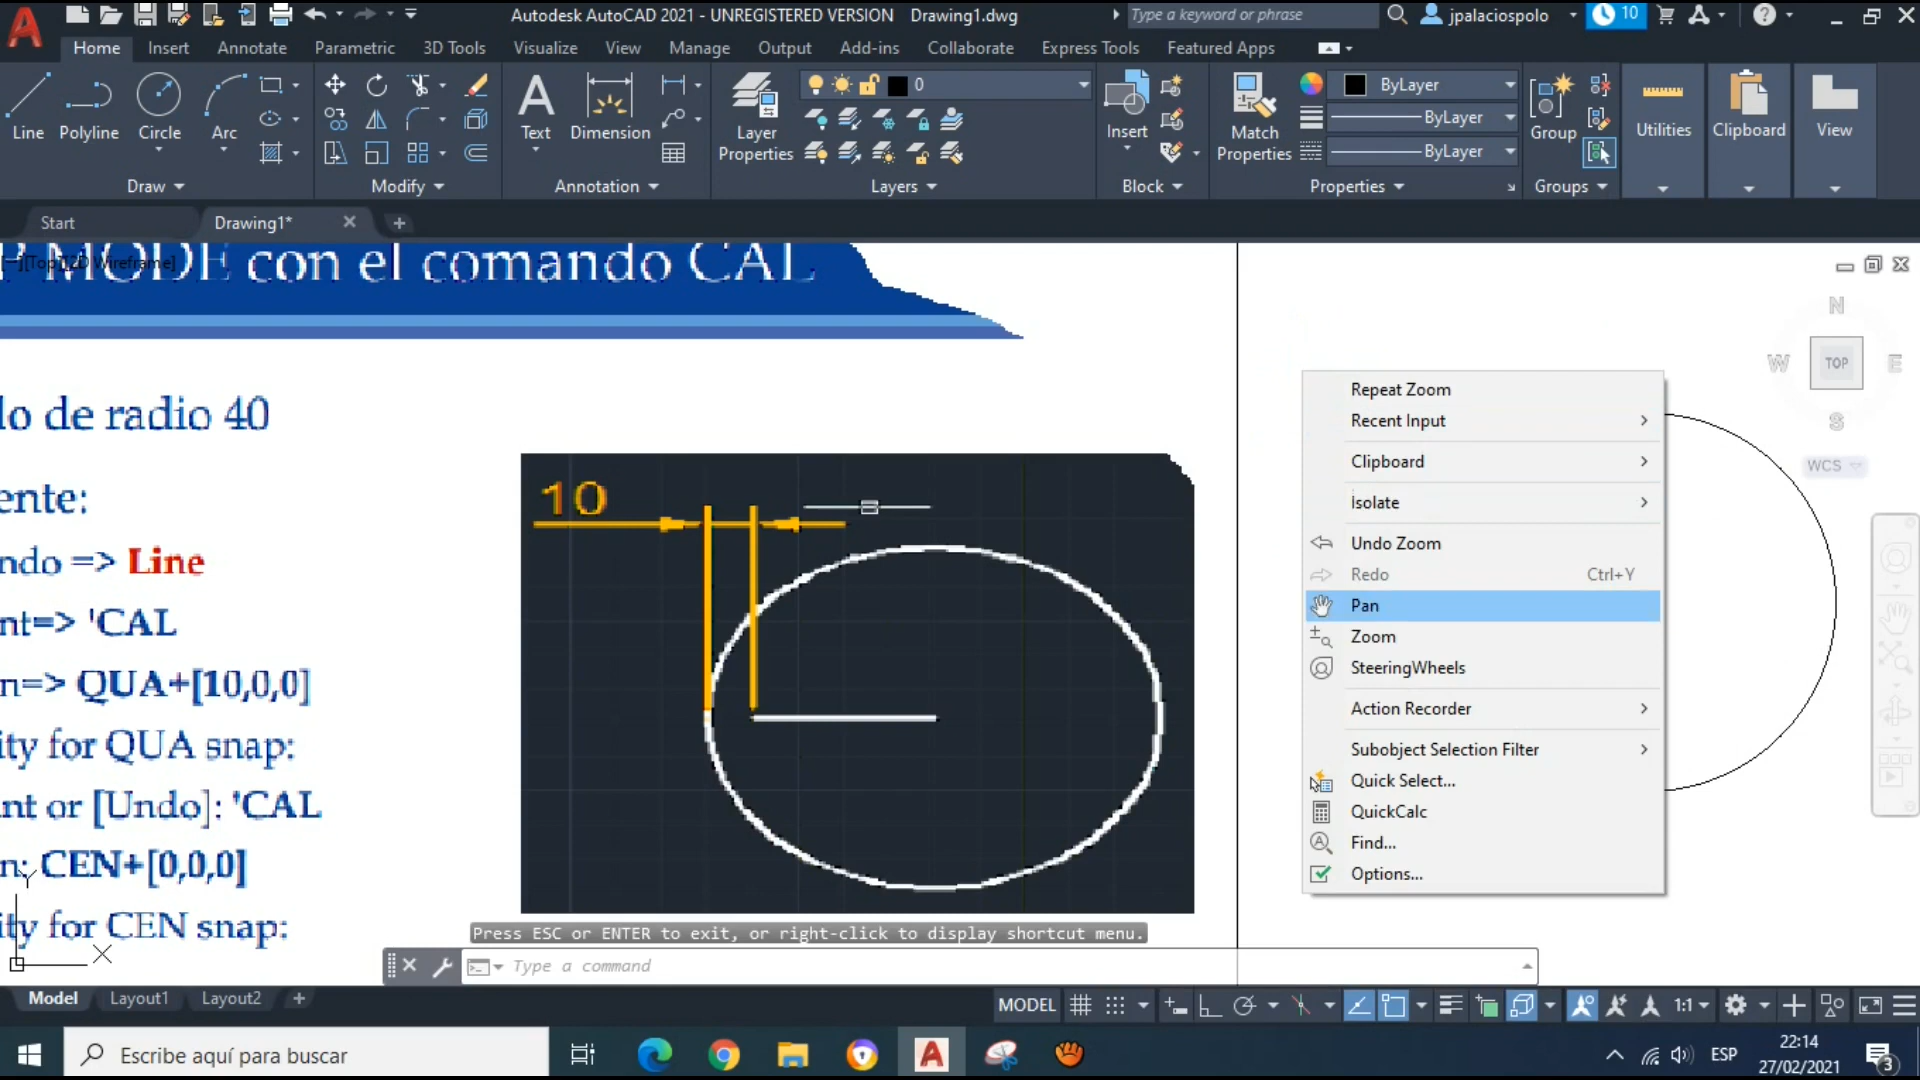 Autodesk AutoCAD 2021 - UNREGISTERED VERSION Drawing1.dwg
Type a keyword or phrase
jpalaciospolo
10
Home Insert Annotate Parametric 3D Tools Visualize View Manage Output Add-ins Collaborate Express Tools Featured Apps
0
ByLayer
ByLayer
ByLayer
Line Polyline Circle Arc
Text Dimension
Layer Properties
Insert
Match Properties
Group
Utilities
Clipboard
View
Draw Modify Annotation Layers Block Properties Groups
Start Drawing1*
[−][Top][2D Wireframe]
P MODE con el comando CAL
lo de radio 40
ente:
ndo => Line
nt=> 'CAL
n=> QUA+[10,0,0]
ity for QUA snap:
nt or [Undo]: 'CAL
n: CEN+[0,0,0]
ity for CEN snap:
10
Y
X
N
W
TOP
E
S
WCS
Repeat Zoom
Recent Input
Clipboard
Isolate
Undo Zoom
Redo Ctrl+Y
Pan
Zoom
SteeringWheels
Action Recorder
Subobject Selection Filter
Quick Select...
QuickCalc
Find...
Options...
Press ESC or ENTER to exit, or right-click to display shortcut menu.
Type a command
Model Layout1 Layout2
MODEL
1:1
Escribe aquí para buscar
ESP
22:14
27/02/2021
3